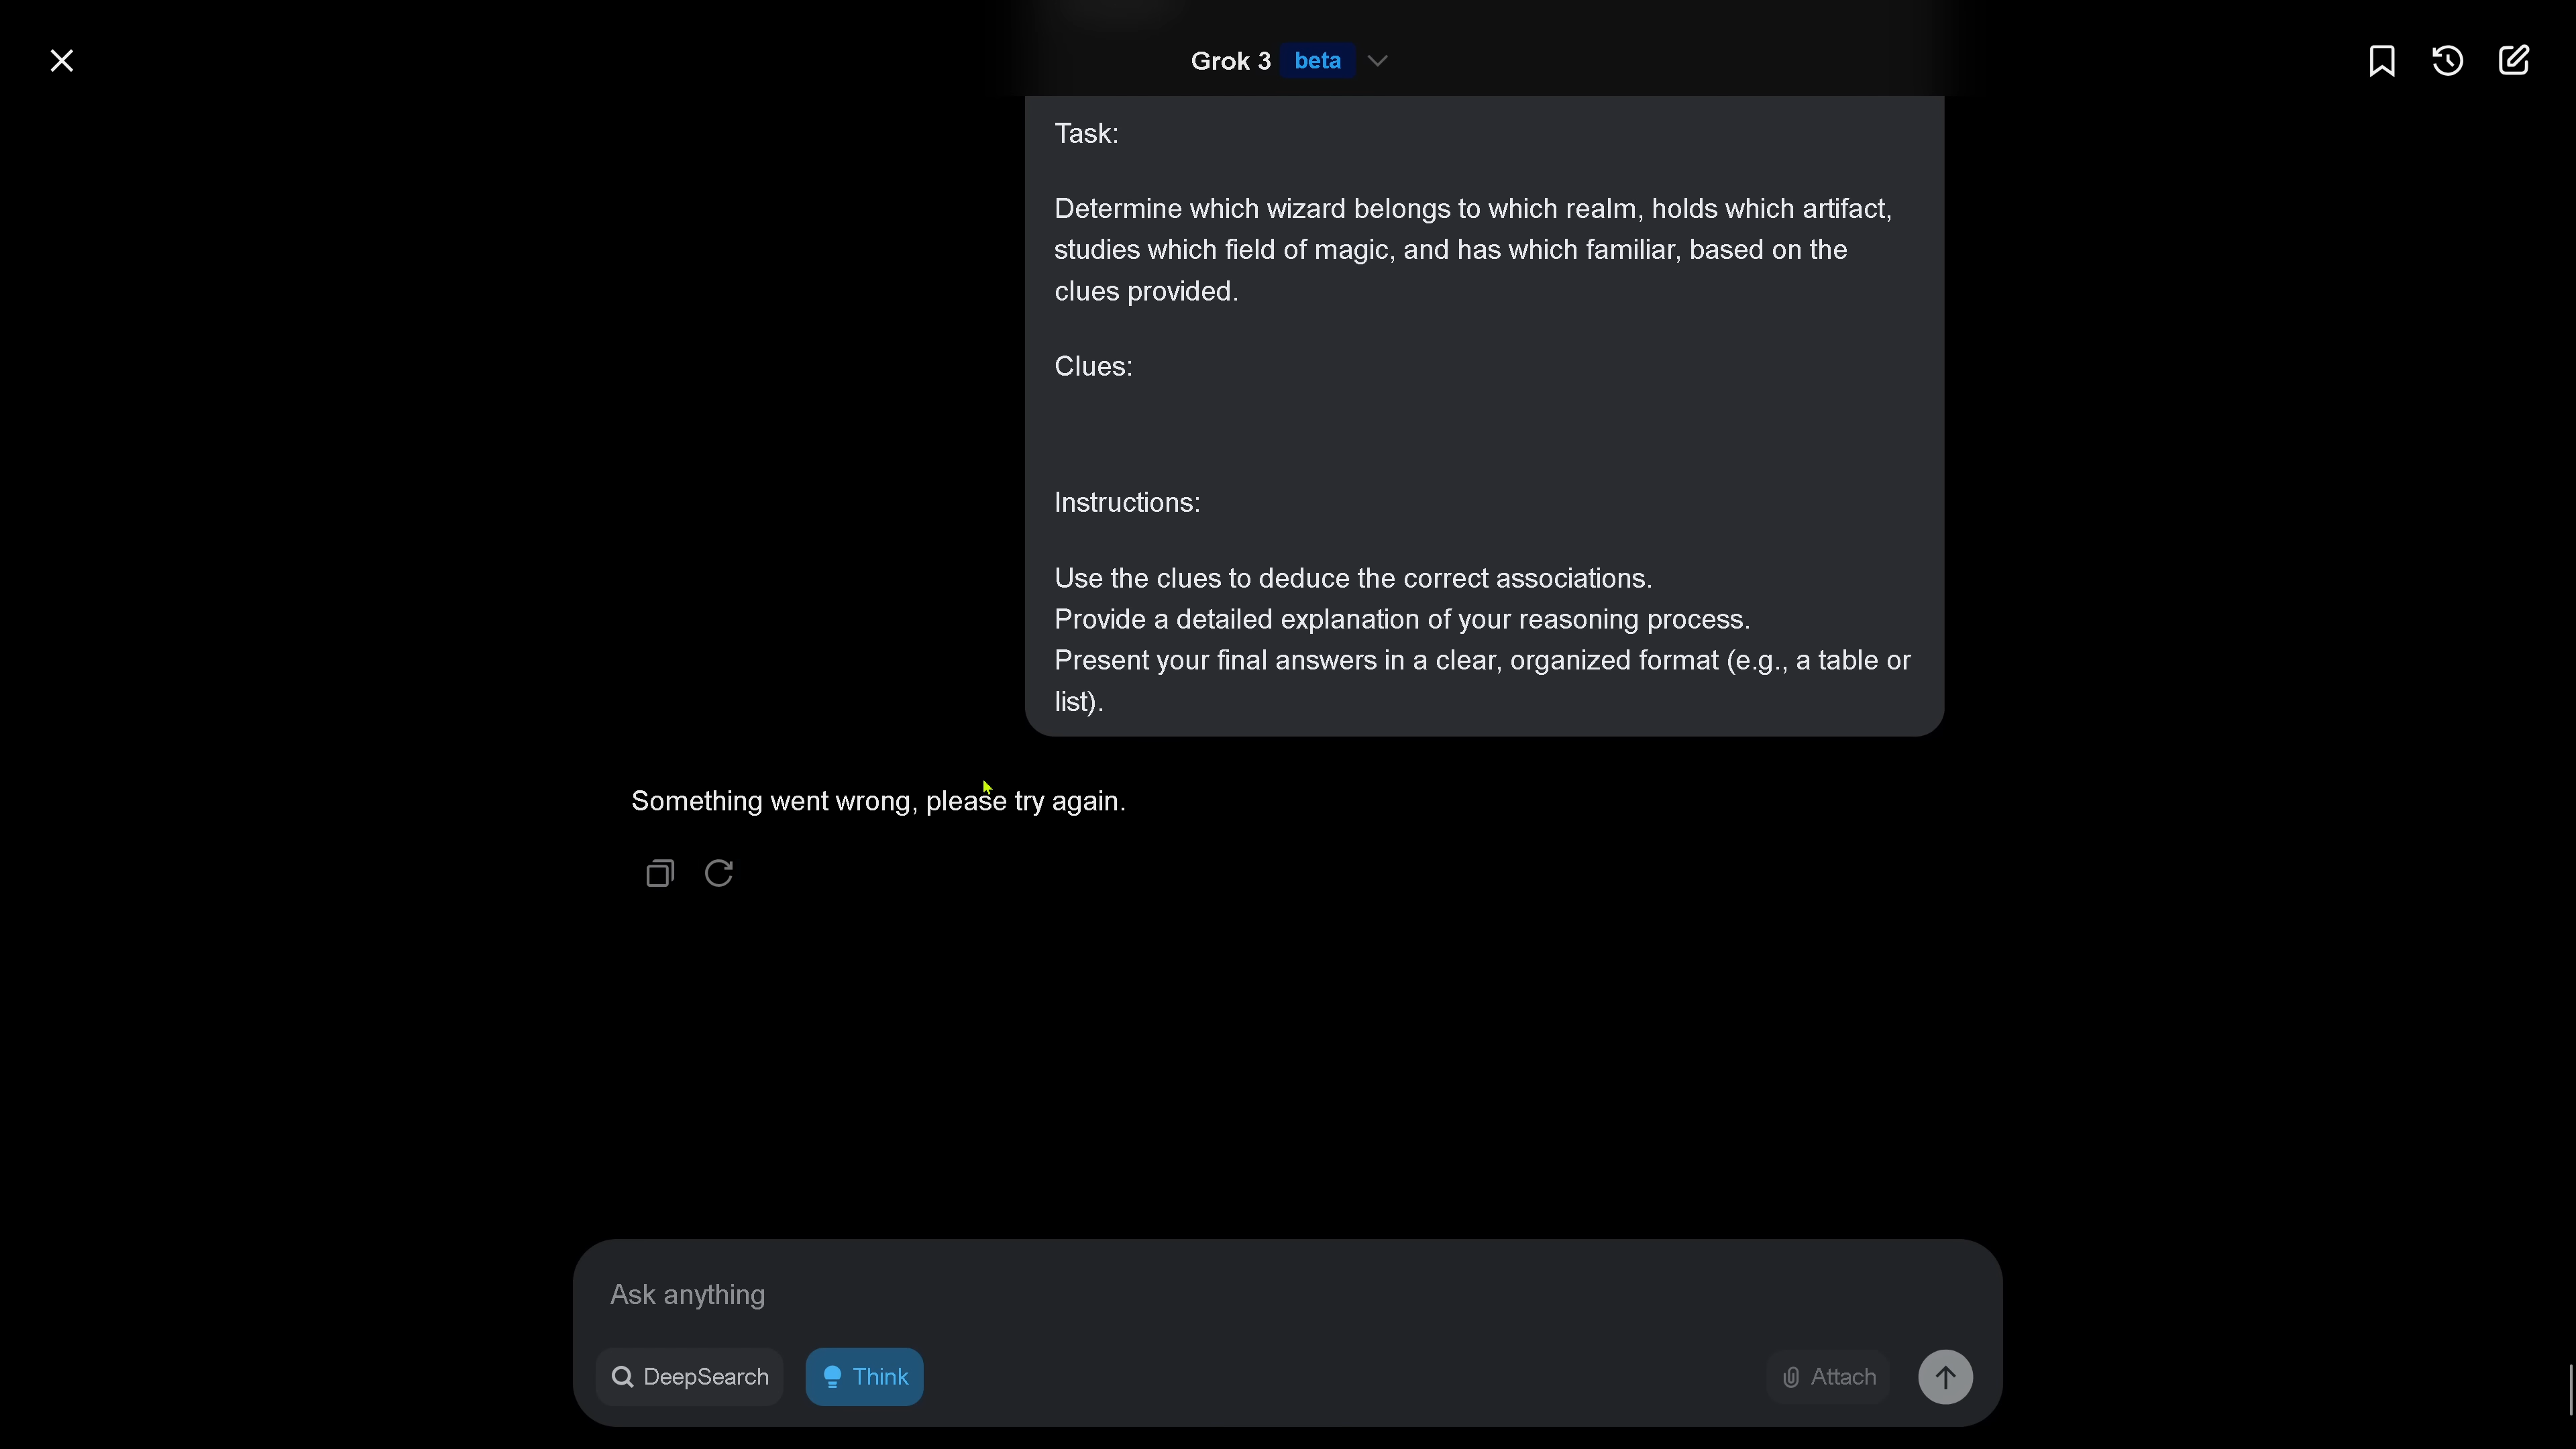 Grok 3 beta
Task:
Determine which wizard belongs to which realm, holds which artifact,
studies which field of magic, and has which familiar, based on the
clues provided.
Clues:
Instructions:
Use the clues to deduce the correct associations.
Provide a detailed explanation of your reasoning process.
Present your final answers in a clear, organized format (e.g., a table or
list).
Something went wrong, please try again.
Ask anything
DeepSearch Think Attach